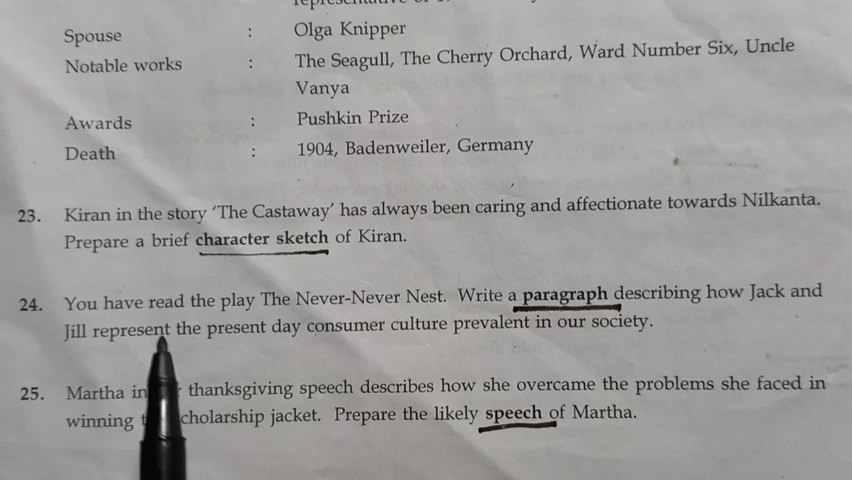 Spouse : Olga Knipper
Notable works : The Seagull, The Cherry Orchard, Ward Number Six, Uncle
Vanya
Awards : Pushkin Prize
Death : 1904, Badenweiler, Germany
23. Kiran in the story 'The Castaway' has always been caring and affectionate towards Nilkanta.
Prepare a brief character sketch of Kiran.
24. You have read the play The Never-Never Nest. Write a paragraph describing how Jack and
Jill represent the present day consumer culture prevalent in our society.
25. Martha in thanksgiving speech describes how she overcame the problems she faced in
winning scholarship jacket. Prepare the likely speech of Martha.